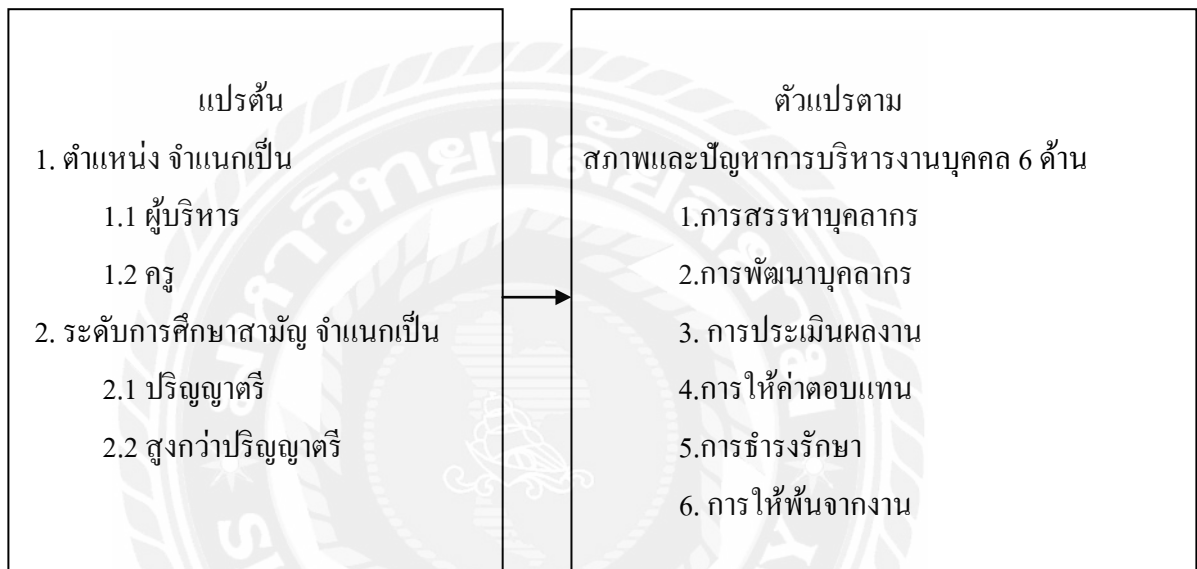 แปรต้น
1. ตำแหน่ง จำแนกเป็น
1.1 ผู้บริหาร
1.2 ครู
2. ระดับการศึกษาสามัญ จำแนกเป็น
2.1 ปริญญาตรี
2.2 สูงกว่าปริญญาตรี
ตัวแปรตาม
สภาพและปัญหาการบริหารงานบุคคล 6 ด้าน
1.การสรรหาบุคลากร
2.การพัฒนาบุคลากร
3. การประเมินผลงาน
4.การให้ค่าตอบแทน
5.การธำรงรักษา
6. การให้พ้นจากงาน